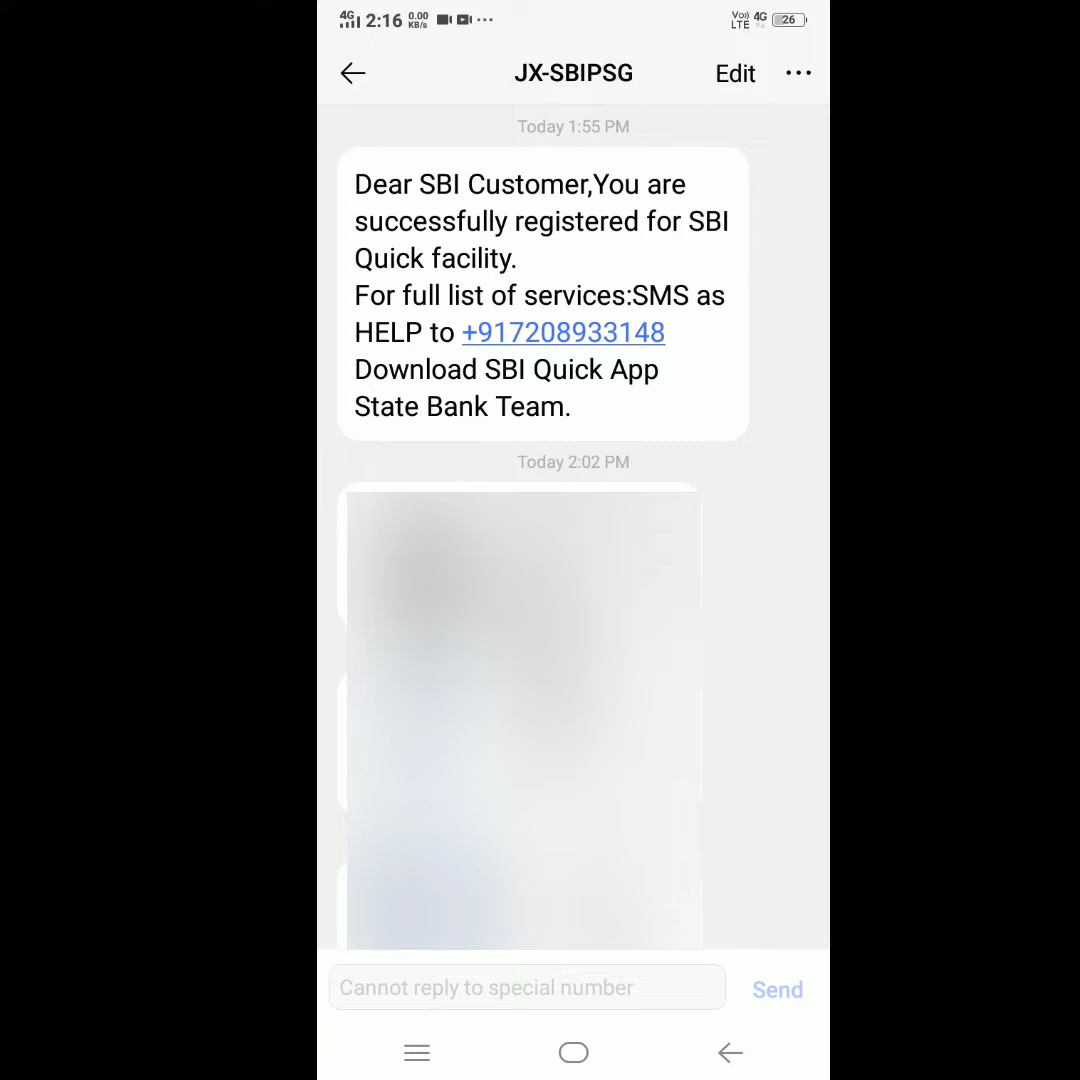 4G 2:16 0.00 KB/s ... Vo)) LTE 4G 26
JX-SBIPSG Edit
Today 1:55 PM
Dear SBI Customer,You are
successfully registered for SBI
Quick facility.
For full list of services:SMS as
HELP to +917208933148
Download SBI Quick App
State Bank Team.
Today 2:02 PM
Cannot reply to special number Send